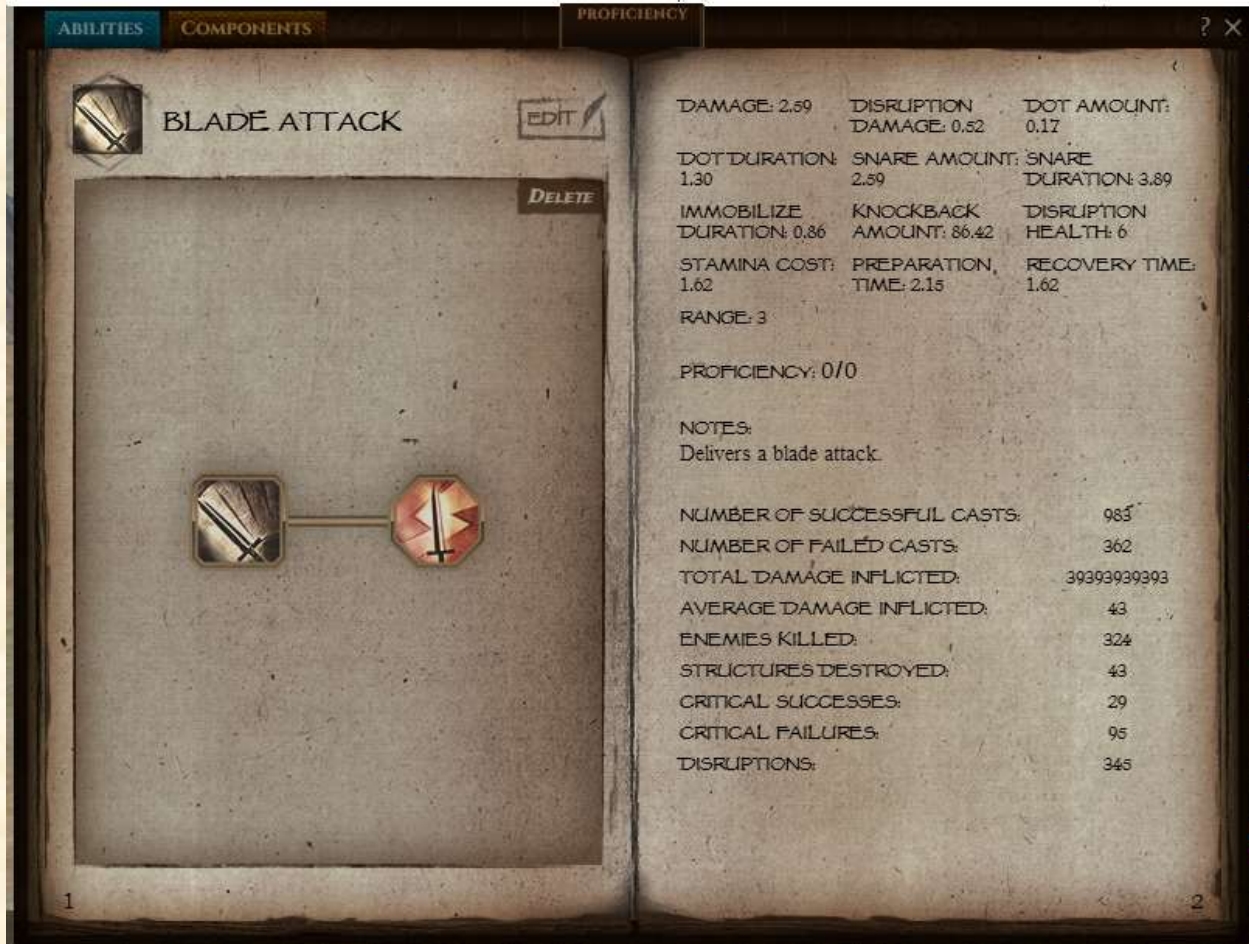 ABILITIES COMPONENTS PROFICIENCY ? ×
BLADE ATTACK EDIT
DELETE
DAMAGE: 2.59 DISRUPTION DAMAGE: 0.52 DOT AMOUNT: 0.17
DOT DURATION: 1.30 SNARE AMOUNT: 2.59 SNARE DURATION: 3.89
IMMOBILIZE DURATION: 0.86 KNOCKBACK AMOUNT: 86.42 DISRUPTION HEALTH: 6
STAMINA COST: 1.62 PREPARATION TIME: 2.15 RECOVERY TIME: 1.62
RANGE: 3
PROFICIENCY: 0/0
NOTES:
Delivers a blade attack.
NUMBER OF SUCCESSFUL CASTS: 983
NUMBER OF FAILED CASTS: 362
TOTAL DAMAGE INFLICTED: 39393939393
AVERAGE DAMAGE INFLICTED: 43
ENEMIES KILLED: 324
STRUCTURES DESTROYED: 43
CRITICAL SUCCESSES: 29
CRITICAL FAILURES: 95
DISRUPTIONS: 345
1 2